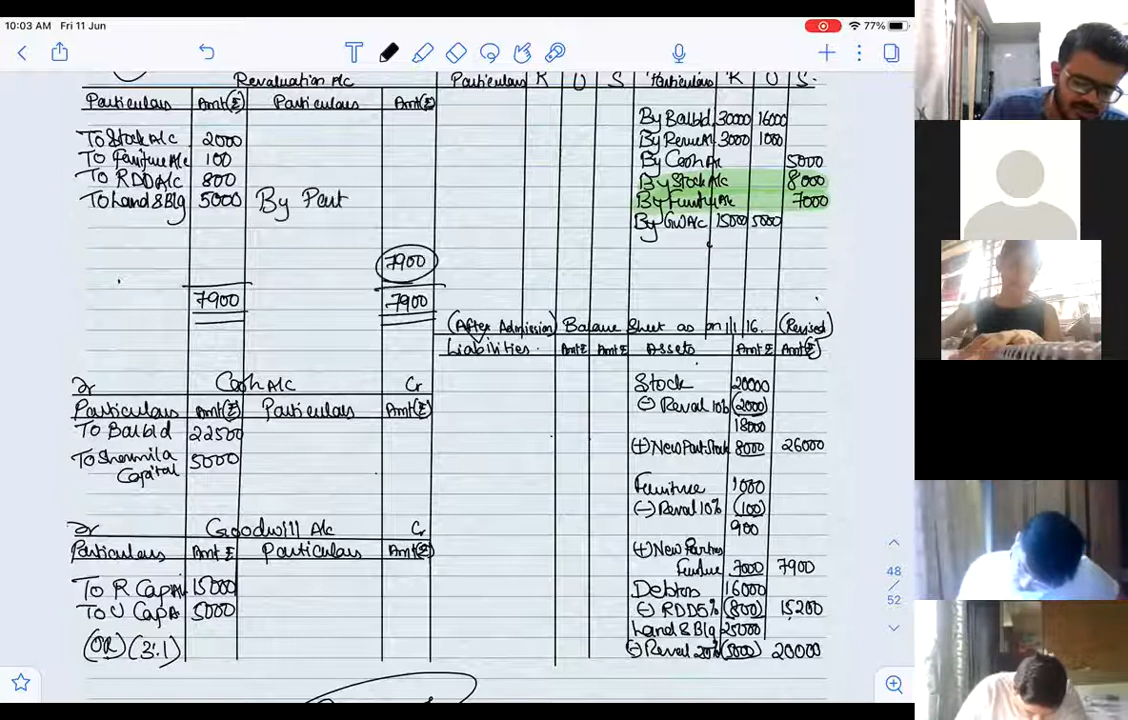 10:03 AM Fri 11 Jun
77%
Revaluation A/c
Particulars Amt(₹) Particulars Amt(₹)
To Stock A/c 2000
To Furniture A/c 100
To RDD A/c 800
To Land & Blg 5000 By Part
7900
7900 7900
Particulars R U S Particulars R U S
By Bal b/d 30000 16000
By Reserve A/c 3000 1000
By Cash A/c 5000
By Stock A/c 8000
By Furnit A/c 7000
By GW A/c 15000 5000
Dr Cash A/c Cr
Particulars Amt(₹) Particulars Amt(₹)
To Bal b/d 22500
To Sharmila 5000
Capital
Dr Goodwill A/c Cr
Particulars Amt ₹ Particulars Amt(₹)
To R Capital 15000
To U Capi 5000
(OR) (3:1)
(After Admission) Balance Sheet as on 1/1/16. (Revised)
Liabilities Amt ₹ Amt ₹ Assets Amt ₹ Amt ₹
Stock 20000
(-) Reval 10% (2000)
18000
(+) New Part Stock 8000 26000
Furniture 1000
(-) Reval 10% (100)
900
(+) New Partner
Furniture 7000 7900
Debtors 16000
(-) RDD 5% (800) 15,200
Land & Blg 25000
(-) Reval 20% (5000) 20000
48
/
52